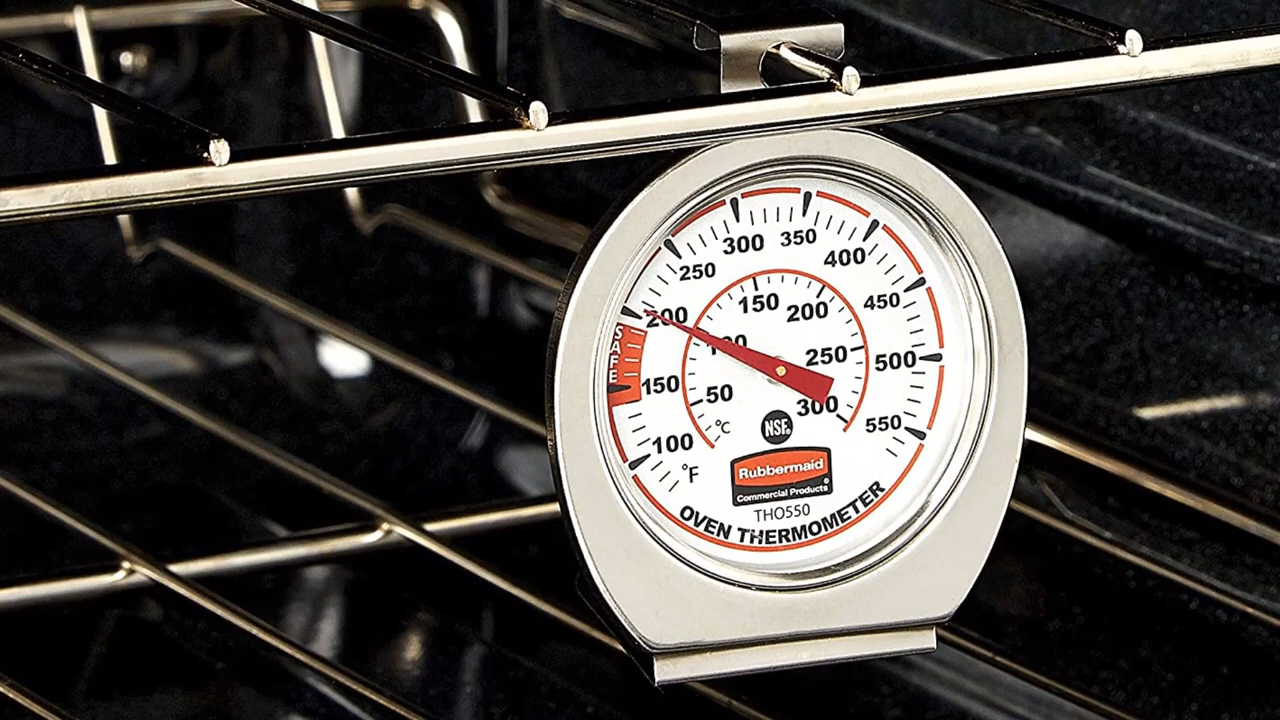 300 350
250 400
200 450
SAFE
150 500
100 550
°F
150 200
100 250
50 300
°C
NSF®
Rubbermaid
Commercial Products®
THO550
OVEN THERMOMETER